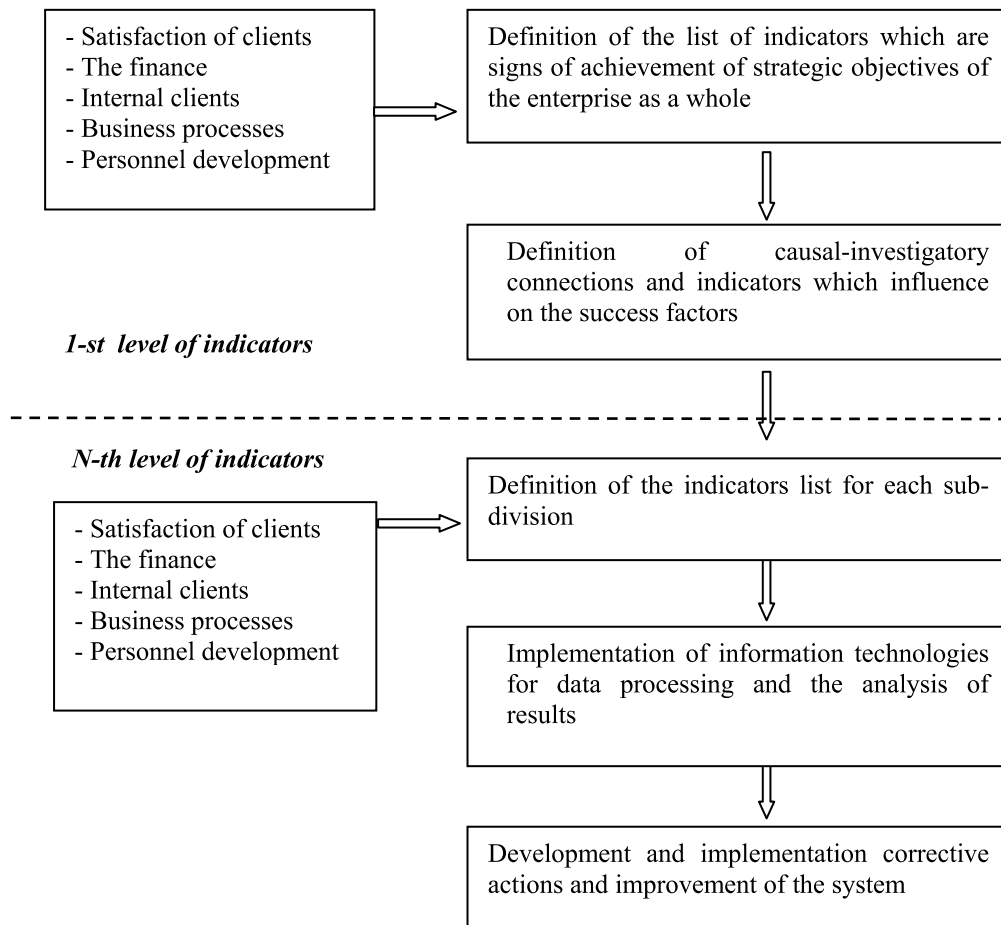 - Satisfaction of clients
- The finance
- Internal clients
- Business processes
- Personnel development
Definition of the list of indicators which are
signs of achievement of strategic objectives of
the enterprise as a whole
Definition of causal-investigatory
connections and indicators which influence
on the success factors
1-st level of indicators
N-th level of indicators
- Satisfaction of clients
- The finance
- Internal clients
- Business processes
- Personnel development
Definition of the indicators list for each sub-
division
Implementation of information technologies
for data processing and the analysis of
results
Development and implementation corrective
actions and improvement of the system